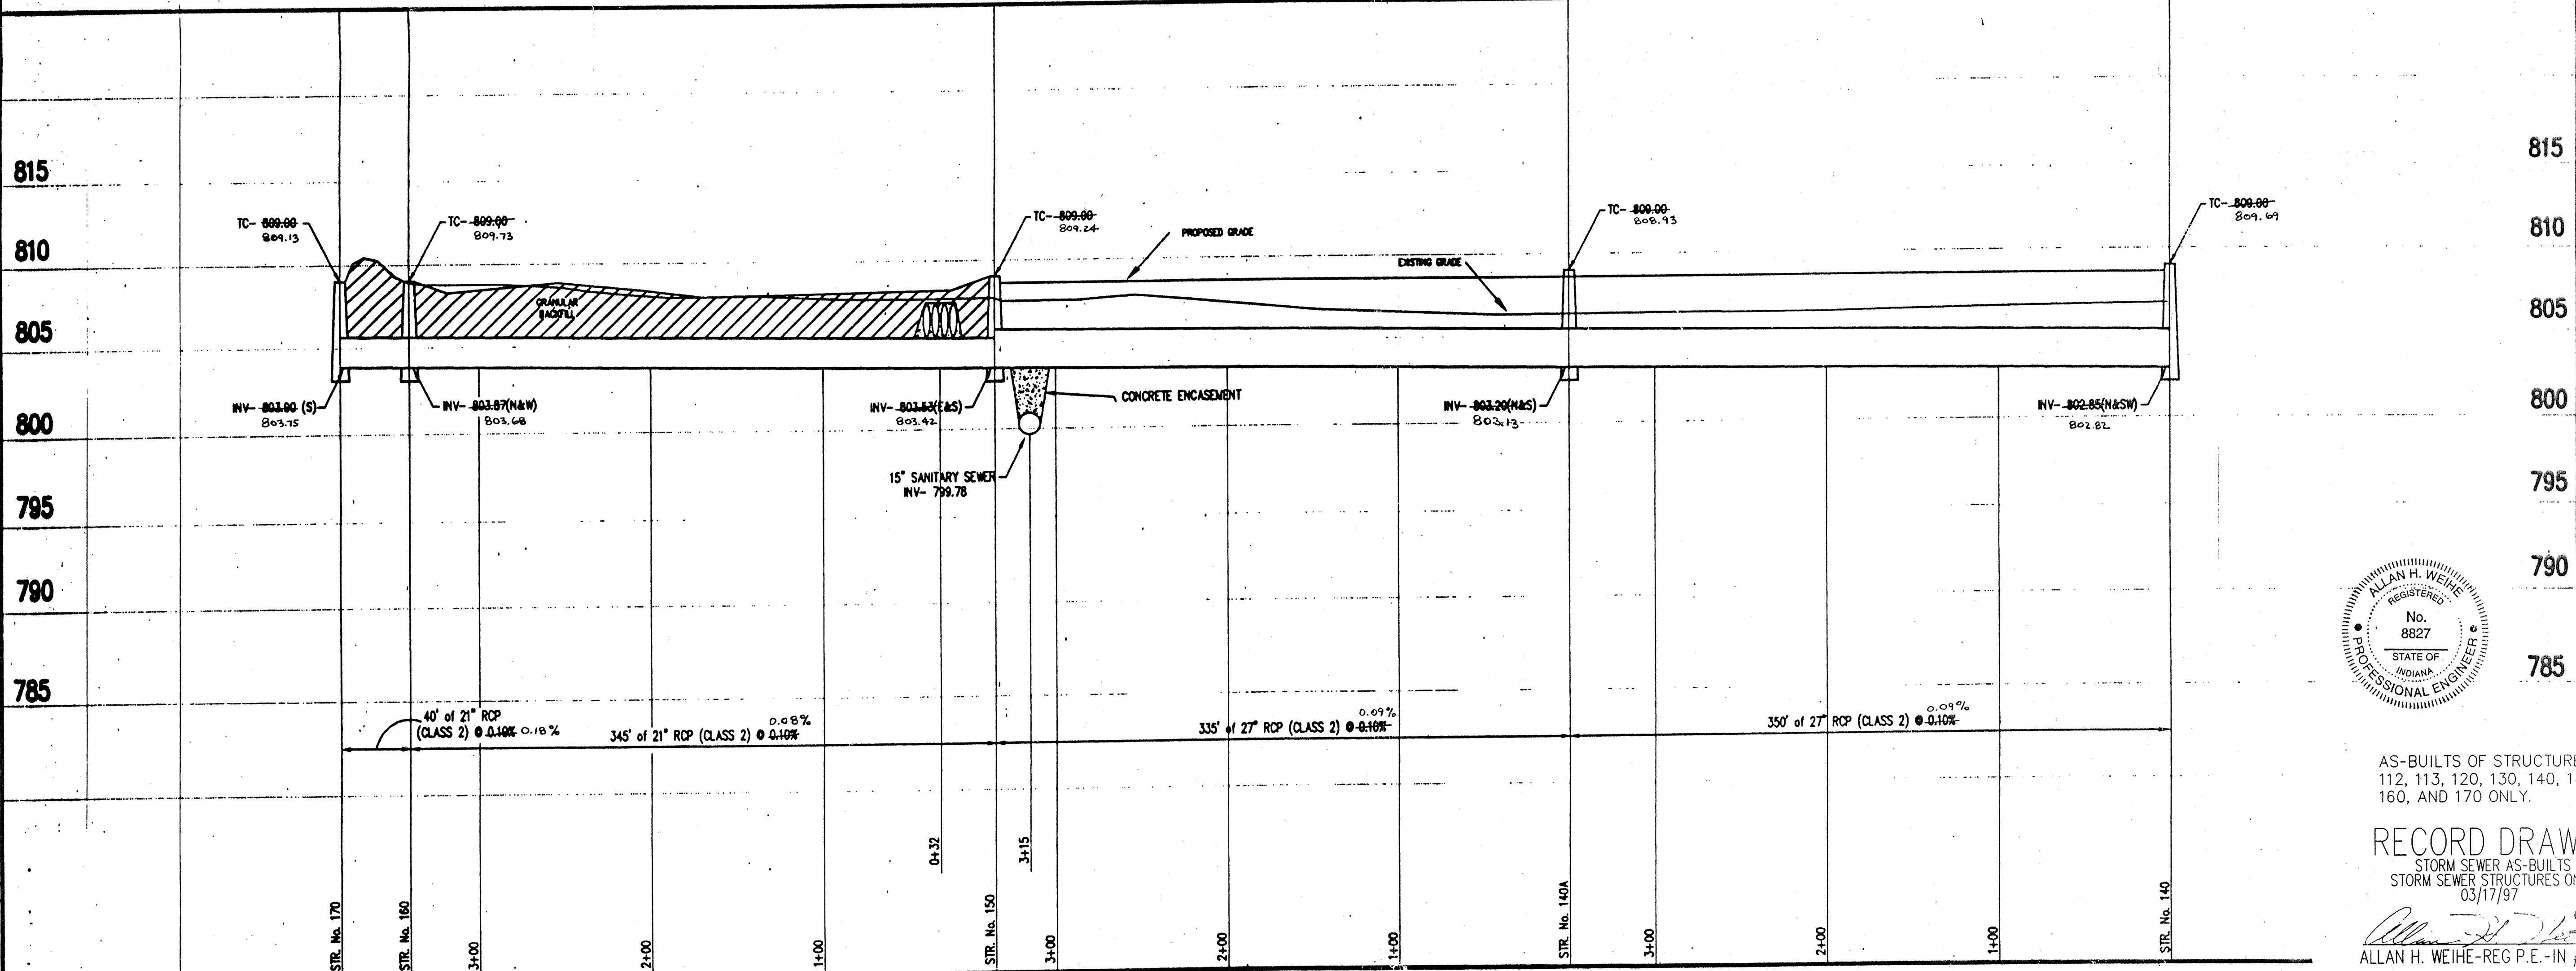 815
810
805
800
795
790
785
815
810
805
800
795
790
785
TC- 809.00
809.13
TC- 809.00
809.73
TC- 809.00
809.24
TC- 809.00
808.93
TC- 809.00
809.69
PROPOSED GRADE
EXISTING GRADE
GRANULAR
BACKFILL
INV- 803.90 (S)
803.75
INV- 803.87(N&W)
803.68
INV- 803.53(E&S)
803.42
CONCRETE ENCASEMENT
INV- 803.20(N&S)
803.13
INV- 802.85(N&SW)
802.82
15" SANITARY SEWER
INV- 799.78
40' of 21" RCP
(CLASS 2) @ 0.10% 0.18%
0.08%
345' of 21" RCP (CLASS 2) @ 0.10%
0.09%
335' of 27" RCP (CLASS 2) @ 0.10%
0.09%
350' of 27" RCP (CLASS 2) @ 0.10%
0+32
3+15
STR. No. 170
STR. No. 160
3+00
2+00
1+00
STR. No. 150
3+00
2+00
1+00
STR. No. 140A
3+00
2+00
1+00
STR. No. 140
ALLAN H. WEIHE
REGISTERED
No.
8827
STATE OF
INDIANA
PROFESSIONAL ENGINEER
AS-BUILTS OF STRUCTURE
112, 113, 120, 130, 140, 1
160, AND 170 ONLY.
RECORD DRAW
STORM SEWER AS-BUILTS
STORM SEWER STRUCTURES ON
03/17/97
ALLAN H. WEIHE-REG P.E.-IN